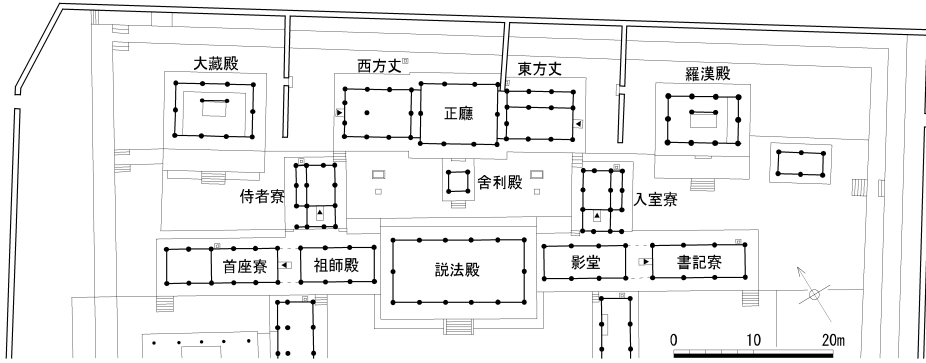 大藏殿
西方丈
東方丈
羅漢殿
正廳
侍者寮
舍利殿
入室寮
首座寮
祖師殿
説法殿
影堂
書記寮
0 10 20m